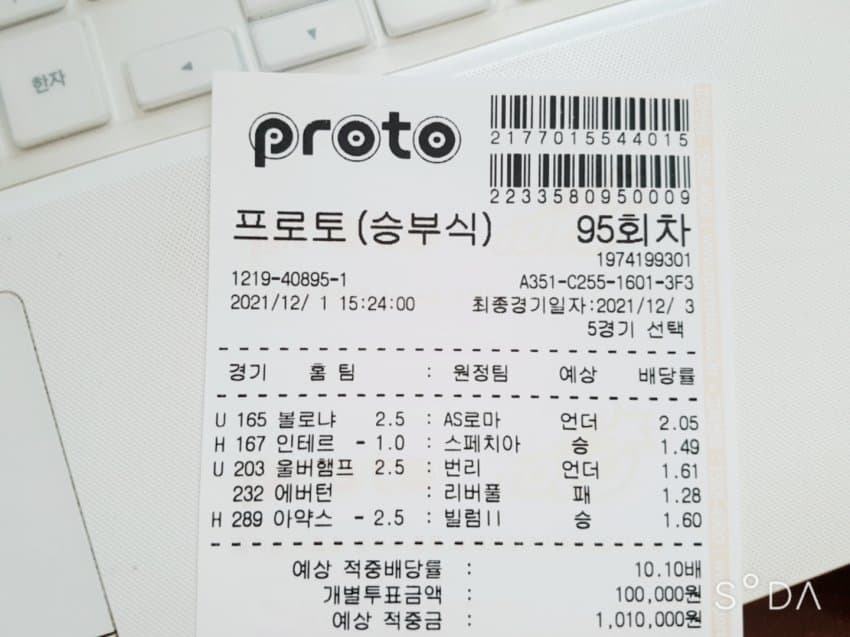 한자
◄
▼
proto
2177015544015
2233580950009
프로토(승부식) 95회차
1974199301
1219-40895-1 A351-C255-1601-3F3
2021/12/ 1 15:24:00 최종경기일자:2021/12/ 3
5경기 선택
경기 홈 팀 : 원정팀 예상 배당률
U 165 볼로냐 2.5 : AS로마 언더 2.05
H 167 인테르 - 1.0 : 스페치아 승 1.49
U 203 울버햄프 2.5 : 번리 언더 1.61
232 에버턴 : 리버풀 패 1.28
H 289 아약스 - 2.5 : 빌럼II 승 1.60
예상 적중배당률 : 10.10배
개별투표금액 : 100,000원
예상 적중금 : 1,010,000원
SODA